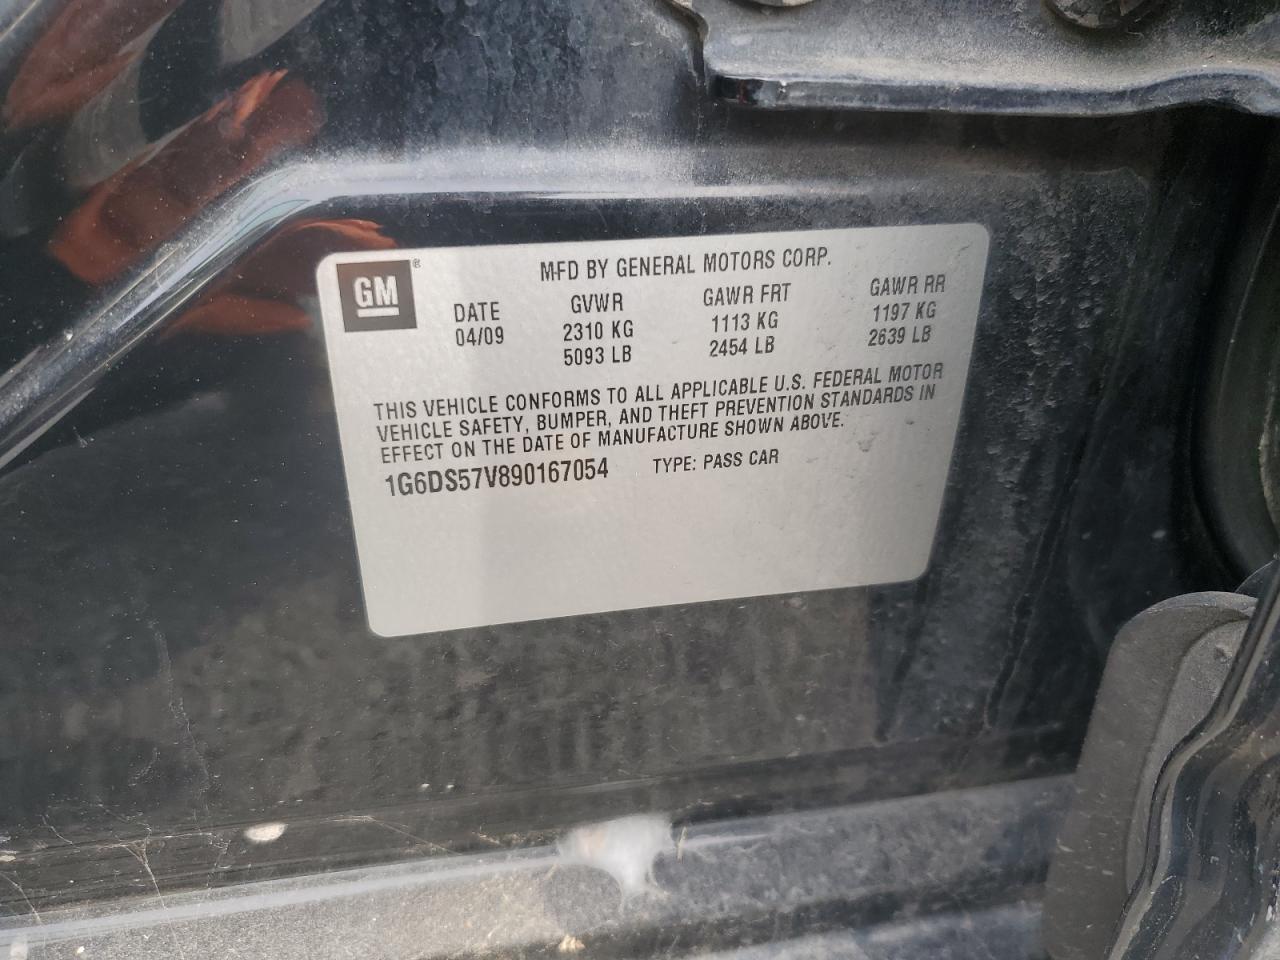 GM ®
MFD BY GENERAL MOTORS CORP.
DATE GVWR GAWR FRT GAWR RR
04/09 2310 KG 1113 KG 1197 KG
5093 LB 2454 LB 2639 LB
THIS VEHICLE CONFORMS TO ALL APPLICABLE U.S. FEDERAL MOTOR
VEHICLE SAFETY, BUMPER, AND THEFT PREVENTION STANDARDS IN
EFFECT ON THE DATE OF MANUFACTURE SHOWN ABOVE.
1G6DS57V890167054 TYPE: PASS CAR